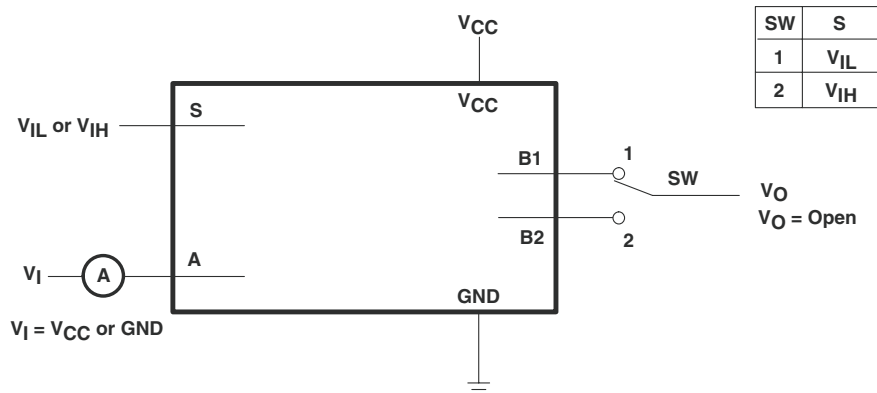 VCC
SW S
1 VIL
2 VIH
VCC
S
VIL or VIH
B1
1
SW
VO
VO = Open
B2
2
VI
A
A
GND
VI = VCC or GND